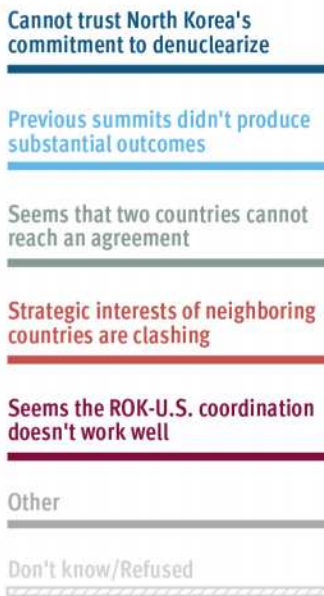 Cannot trust North Korea's
commitment to denuclearize
Previous summits didn't produce
substantial outcomes
Seems that two countries cannot
reach an agreement
Strategic interests of neighboring
countries are clashing
Seems the ROK-U.S. coordination
doesn't work well
Other
Don't know/Refused